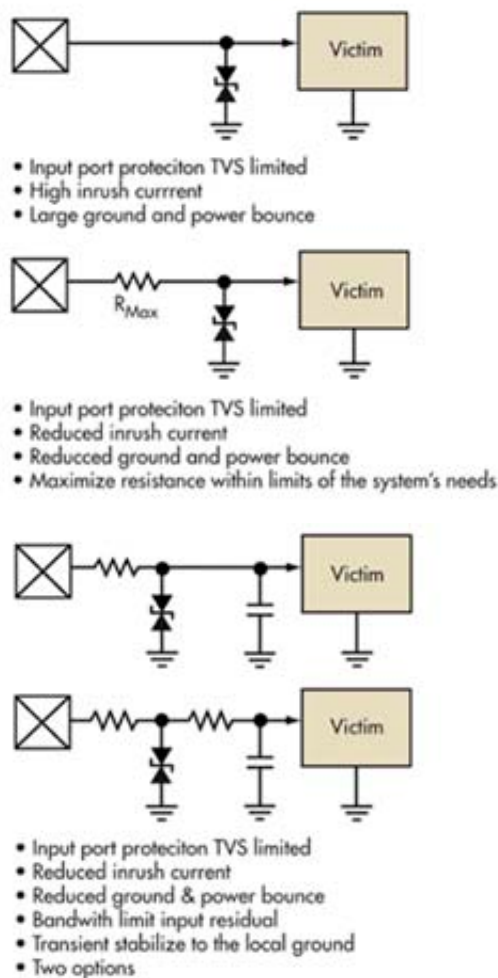 Victim
• Input port proteciton TVS limited
• High inrush currrent
• Large ground and power bounce
Victim
RMax
• Input port proteciton TVS limited
• Reduced inrush current
• Reducced ground and power bounce
• Maximize resistance within limits of the system's needs
Victim
Victim
• Input port proteciton TVS limited
• Reduced inrush current
• Reduced ground & power bounce
• Bandwith limit input residual
• Transient stabilize to the local ground
• Two options